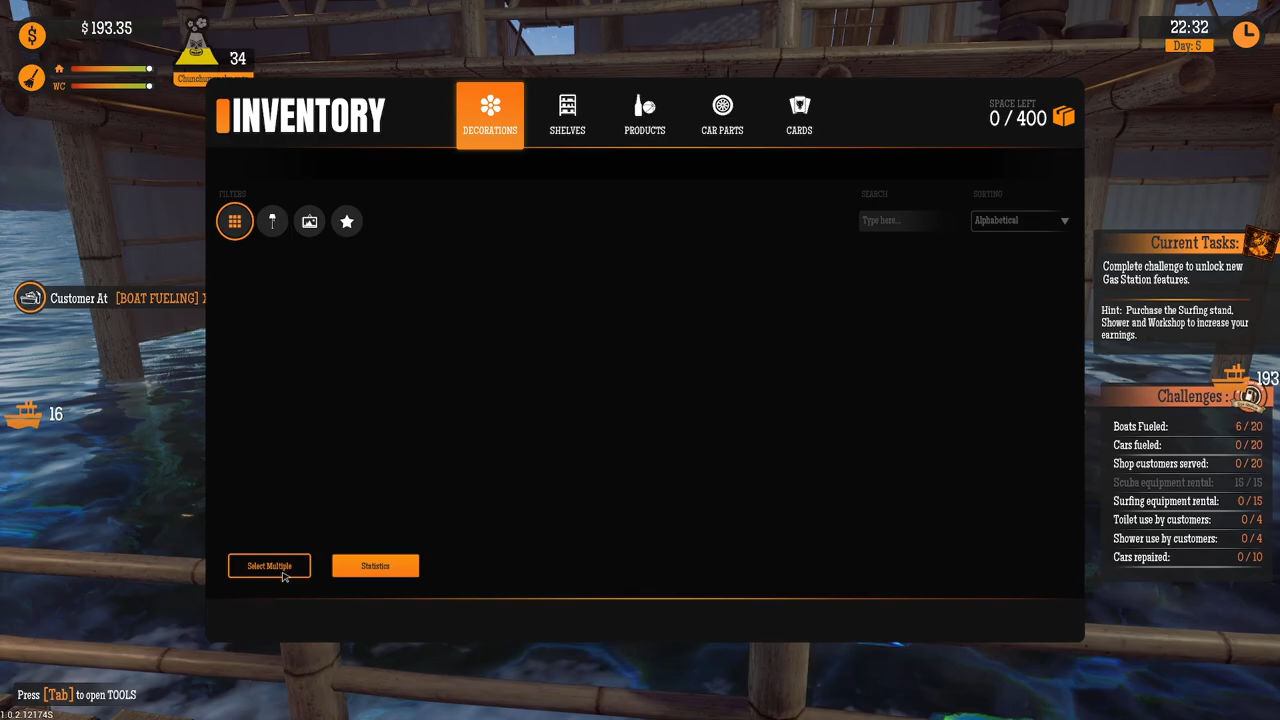 $ 193.35
34
WC
22:32
Day: 5
INVENTORY
DECORATIONS
SHELVES
PRODUCTS
CAR PARTS
CARDS
SPACE LEFT
0 / 400
FILTERS
SEARCH
Type here...
SORTING
Alphabetical
Customer At [BOAT FUELING]
16
Current Tasks:
Complete challenge to unlock new
Gas Station features.
Hint: Purchase the Surfing stand,
Shower and Workshop to increase your
earnings.
193
Challenges :
Boats Fueled: 6 / 20
Cars fueled: 0 / 20
Shop customers served: 0 / 20
Scuba equipment rental: 15 / 15
Surfing equipment rental: 0 / 15
Toilet use by customers: 0 / 4
Shower use by customers: 0 / 4
Cars repaired: 0 / 10
Select Multiple
Statistics
Press [Tab] to open TOOLS
1.0.2.12174S